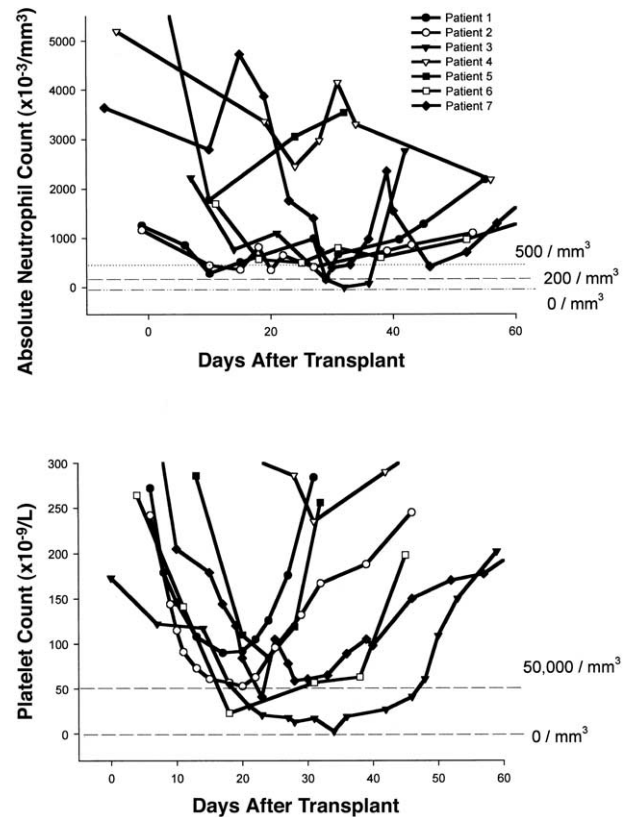 Absolute Neutrophil Count (x10-3/mm3)
5000
4000
3000
2000
1000
0
Patient 1
Patient 2
Patient 3
Patient 4
Patient 5
Patient 6
Patient 7
500 / mm3
200 / mm3
0 / mm3
0
20
40
60
Days After Transplant
Platelet Count (x10-9/L)
300
250
200
150
100
50
0
50,000 / mm3
0 / mm3
0
10
20
30
40
50
60
Days After Transplant